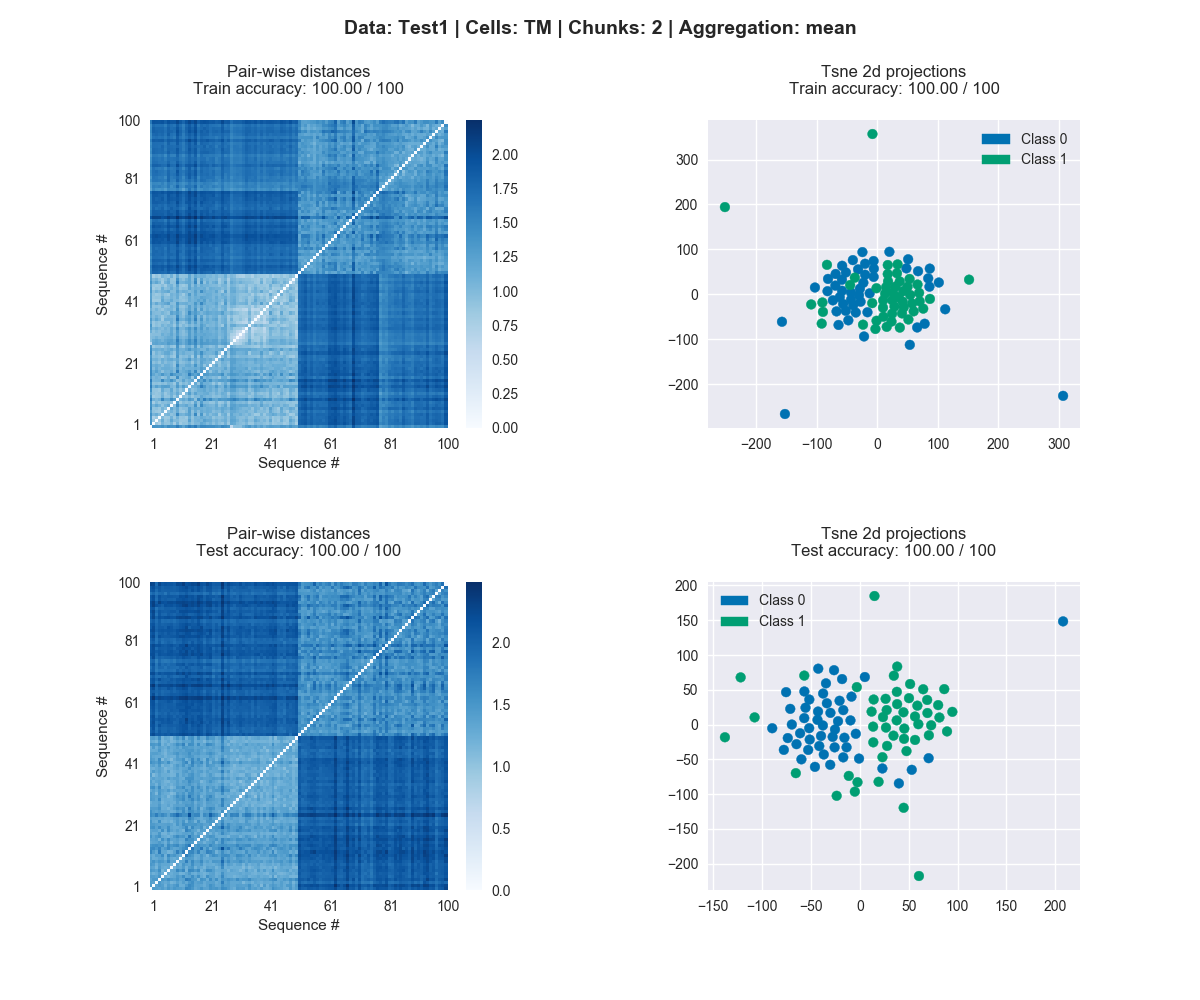 Data: Test1 | Cells: TM | Chunks: 2 | Aggregation: mean
Pair-wise distances
Train accuracy: 100.00 / 100
100
81
61
41
21
1
Sequence #
1 21 41 61 81 100
Sequence #
2.00
1.75
1.50
1.25
1.00
0.75
0.50
0.25
0.00
Tsne 2d projections
Train accuracy: 100.00 / 100
Class 0
Class 1
300
200
100
0
−100
−200
−200 −100 0 100 200 300
Pair-wise distances
Test accuracy: 100.00 / 100
100
81
61
41
21
1
Sequence #
1 21 41 61 81 100
Sequence #
2.0
1.5
1.0
0.5
0.0
Tsne 2d projections
Test accuracy: 100.00 / 100
Class 0
Class 1
200
150
100
50
0
−50
−100
−150
−200
−150 −100 −50 0 50 100 150 200